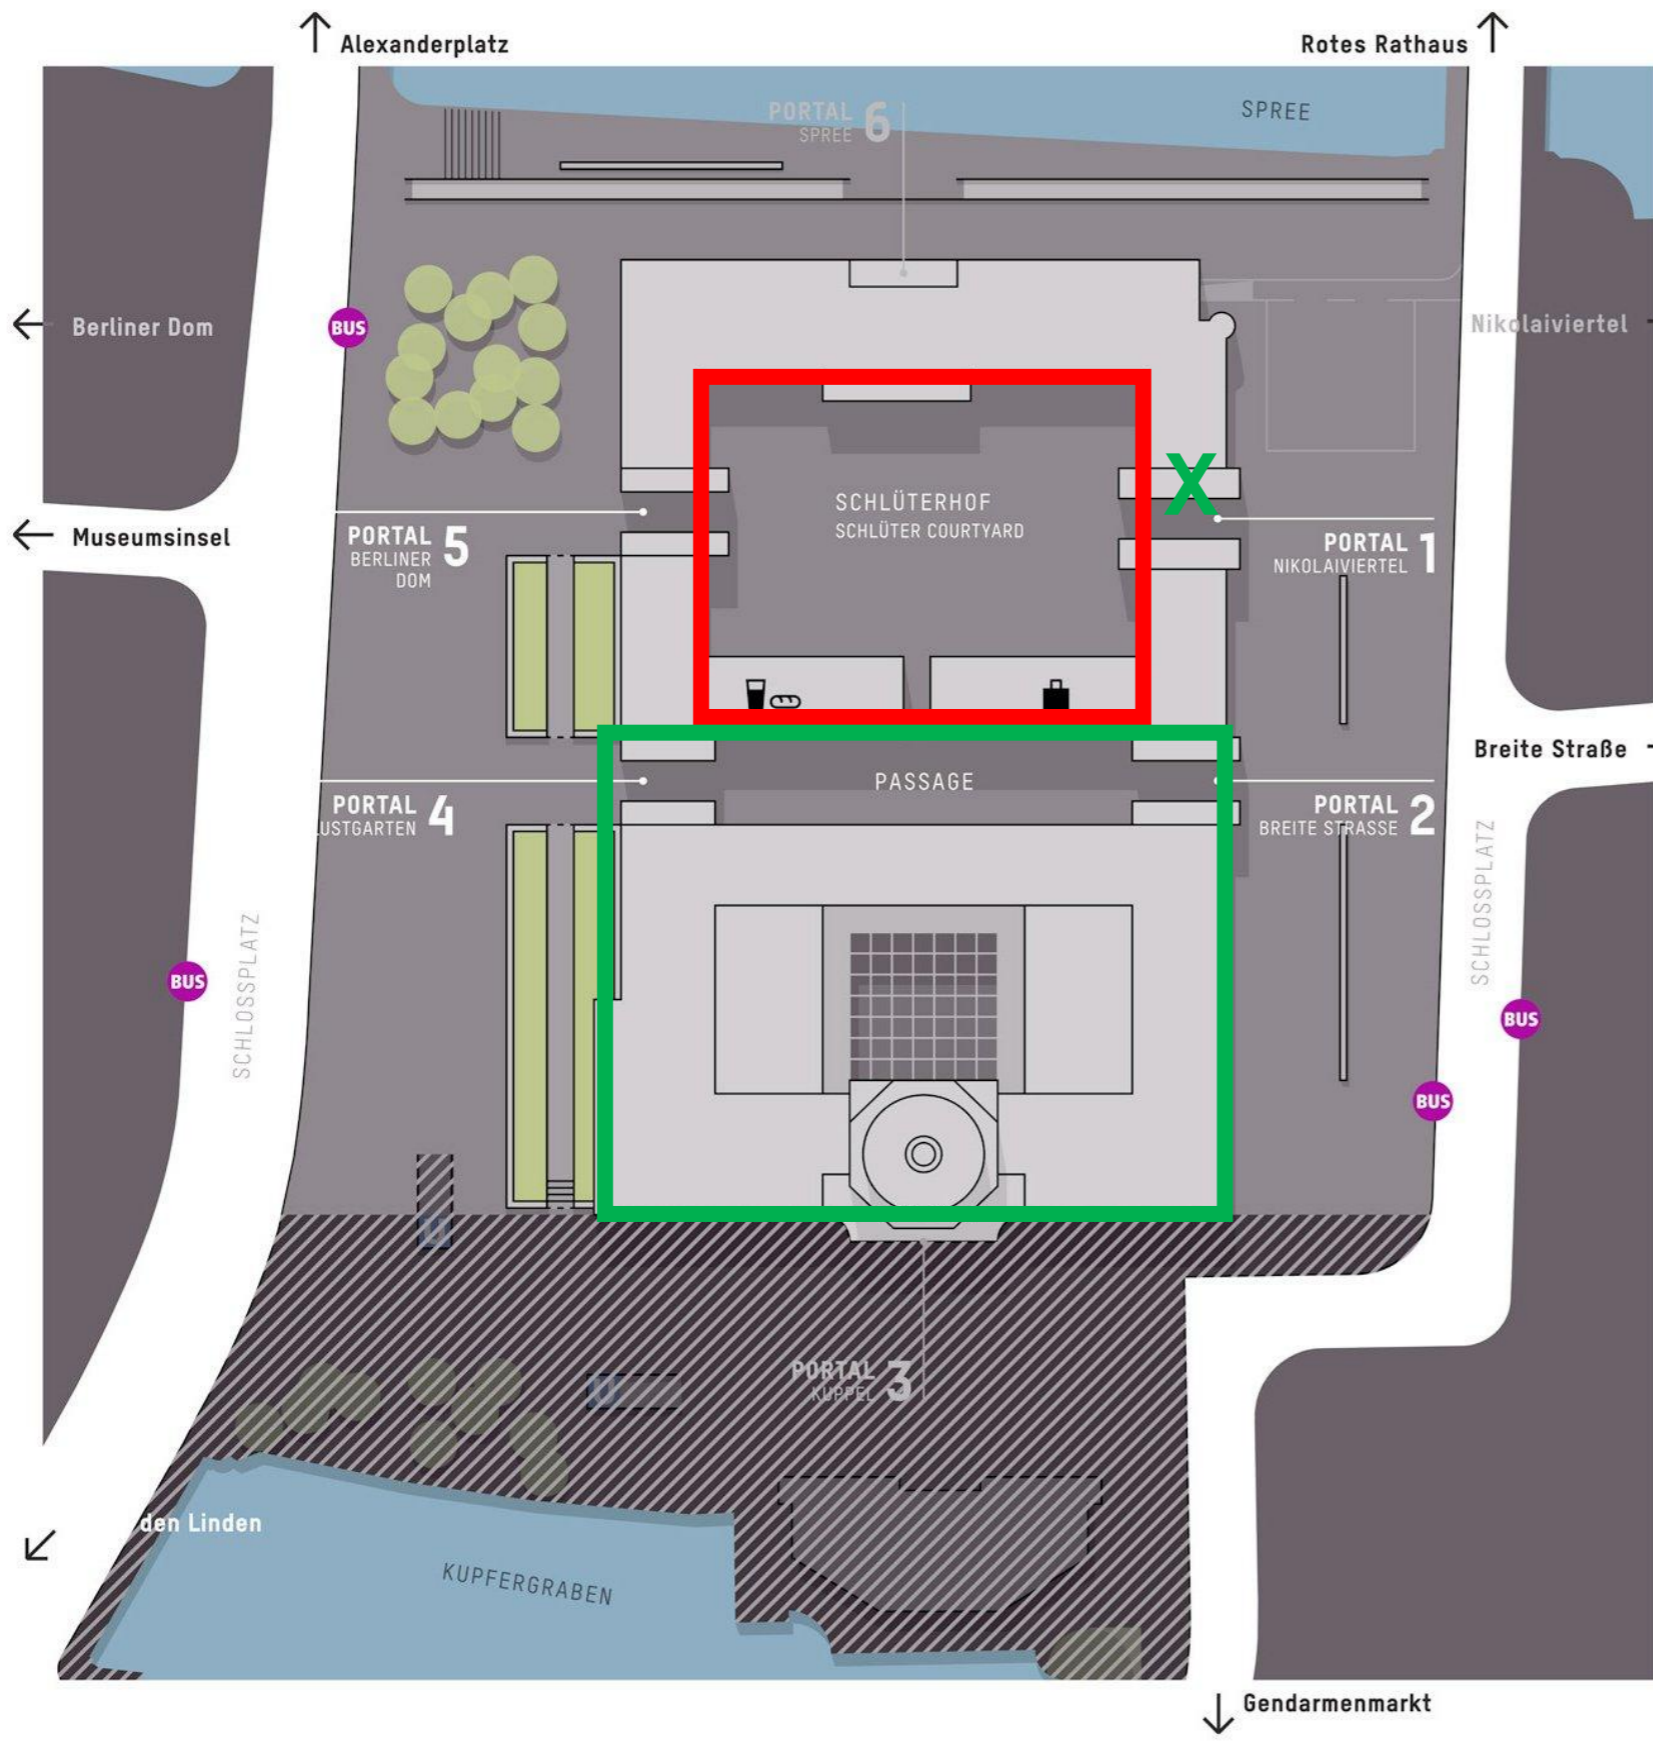 Alexanderplatz
Rotes Rathaus
PORTAL 6
SPREE
SPREE
Berliner Dom
BUS
Nikolaiviertel
X
SCHLÜTERHOF
SCHLÜTER COURTYARD
Museumsinsel
PORTAL 5
BERLINER
DOM
PORTAL 1
NIKOLAIVIERTEL
Breite Straße
PASSAGE
PORTAL 4
LUSTGARTEN
PORTAL 2
BREITE STRASSE
SCHLOSSPLATZ
SCHLOSSPLATZ
BUS
BUS
BUS
U
U
PORTAL 3
KUPPEL
den Linden
KUPFERGRABEN
Gendarmenmarkt